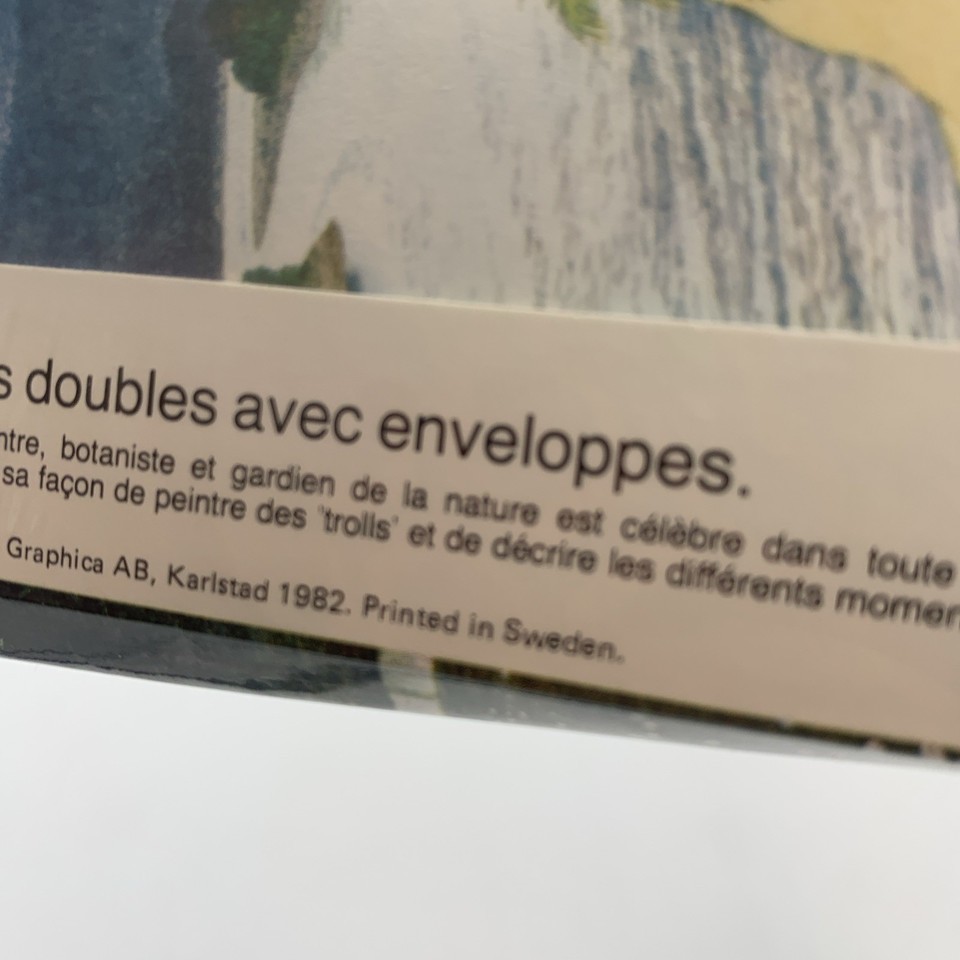 s doubles avec enveloppes.
ntre, botaniste et gardien de la nature est célèbre dans toute
sa façon de peintre des 'trolls' et de décrire les différents momen
Graphica AB, Karlstad 1982. Printed in Sweden.